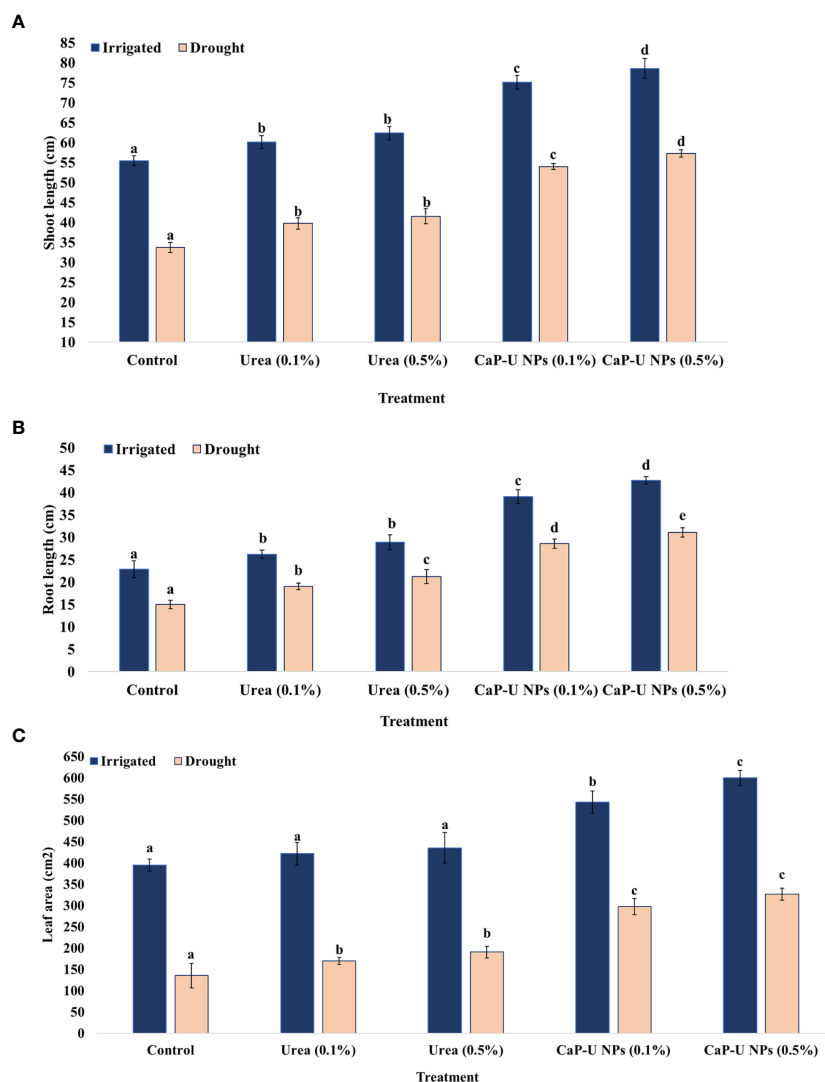 A
Irrigated Drought
85
80
75
70
65
60
55
50
45
40
35
30
25
20
15
10
Shoot length (cm)
a a b b b b c c d d
Control Urea (0.1%) Urea (0.5%) CaP-U NPs (0.1%) CaP-U NPs (0.5%)
Treatment
B
Irrigated Drought
50
45
40
35
30
25
20
15
10
5
0
Root length (cm)
a a b b b c c d d e
Control Urea (0.1%) Urea (0.5%) CaP-U NPs (0.1%) CaP-U NPs (0.5%)
Treatment
C
Irrigated Drought
650
600
550
500
450
400
350
300
250
200
150
100
50
0
Leaf area (cm2)
a a a b a b b c c c
Control Urea (0.1%) Urea (0.5%) CaP-U NPs (0.1%) CaP-U NPs (0.5%)
Treatment